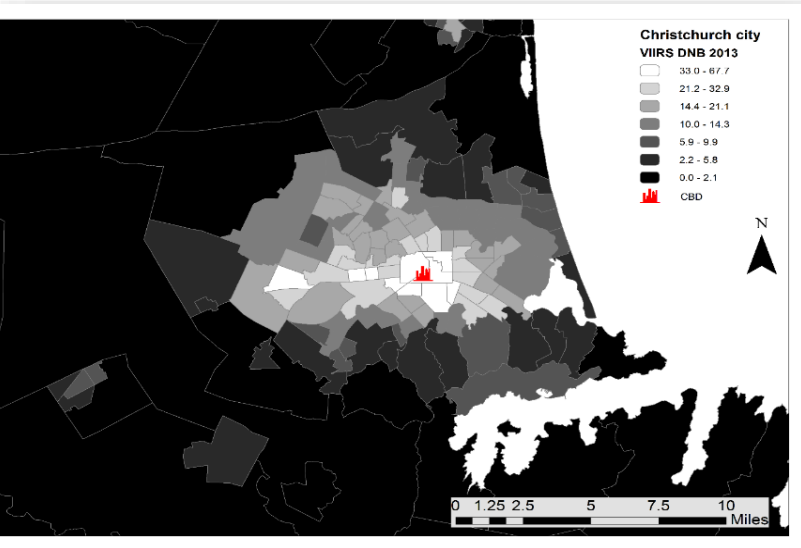 Christchurch city
VIIRS DNB 2013
33.0 - 67.7
21.2 - 32.9
14.4 - 21.1
10.0 - 14.3
5.9 - 9.9
2.2 - 5.8
0.0 - 2.1
CBD
N
0 1.25 2.5 5 7.5 10
Miles